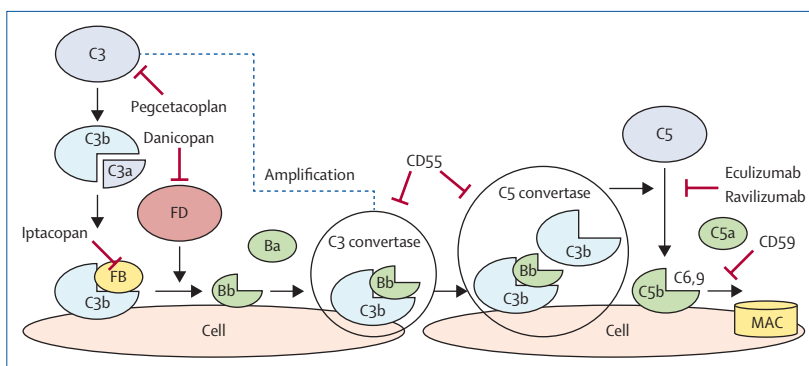 C3
Pegcetacoplan
C3b
C3a
Danicopan
FD
Iptacopan
FB
C3b
Ba
Bb
Amplification
C3 convertase
Bb
C3b
Cell
CD55
C5 convertase
C3b
Bb
C3b
C5
Eculizumab
Ravilizumab
C5a
CD59
C6,9
C5b
MAC
Cell